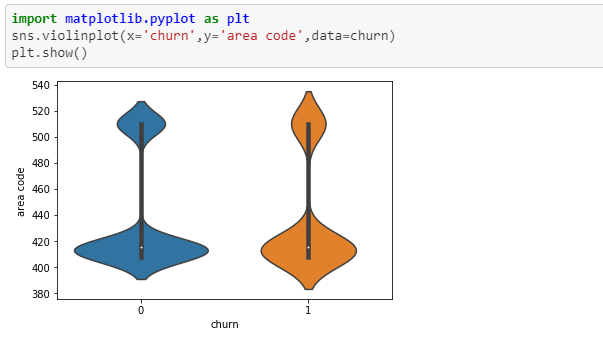 import matplotlib.pyplot as plt
sns.violinplot(x='churn',y='area code',data=churn)
plt.show()
540
520
500
480
460
440
420
400
380
area code
0 1
churn